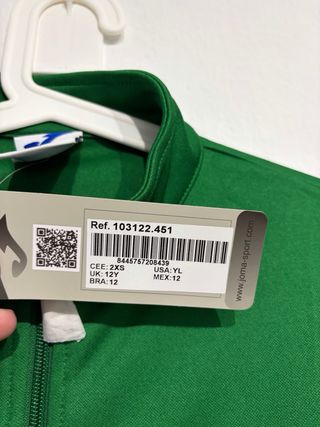 Ref. 103122.451
8445757208439
CEE: 2XS USA: YL
UK: 12Y MEX: 12
BRA: 12
www.joma-sport.com